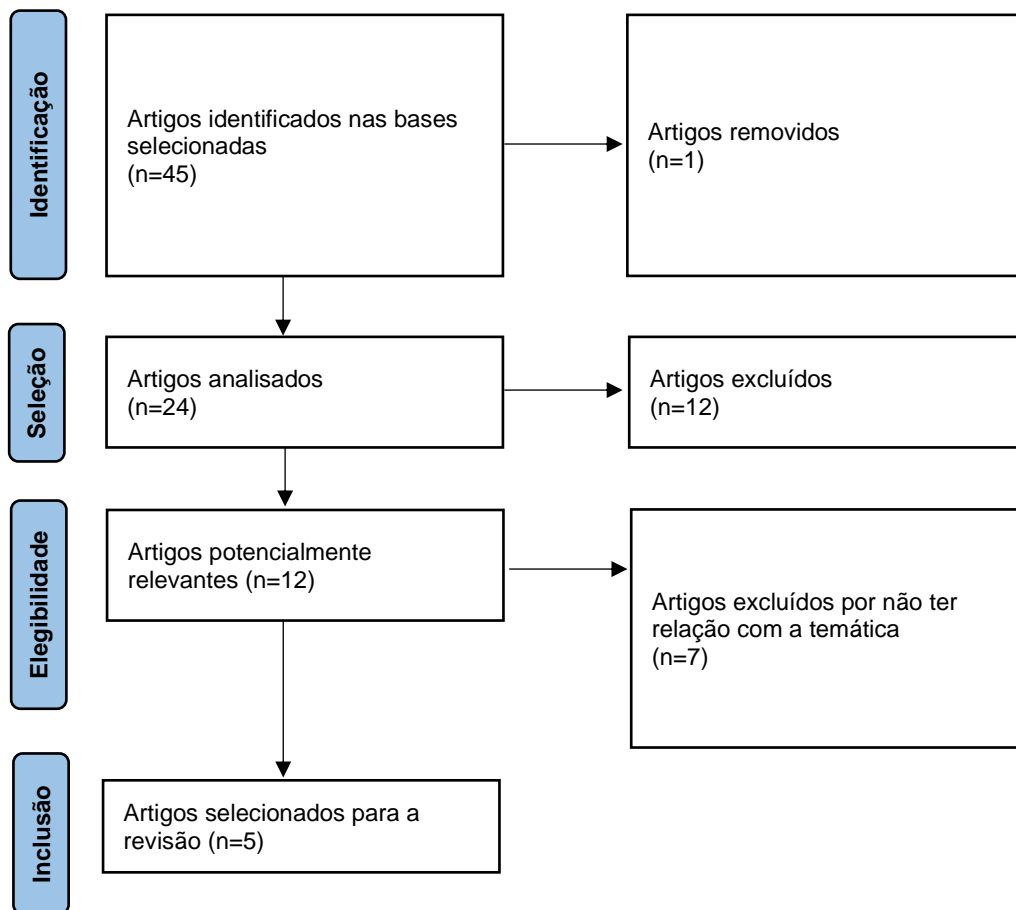 Identificação
Artigos identificados nas bases
selecionadas
(n=45)
Artigos removidos
(n=1)
Seleção
Artigos analisados
(n=24)
Artigos excluídos
(n=12)
Elegibilidade
Artigos potencialmente
relevantes (n=12)
Artigos excluídos por não ter
relação com a temática
(n=7)
Inclusão
Artigos selecionados para a
revisão (n=5)